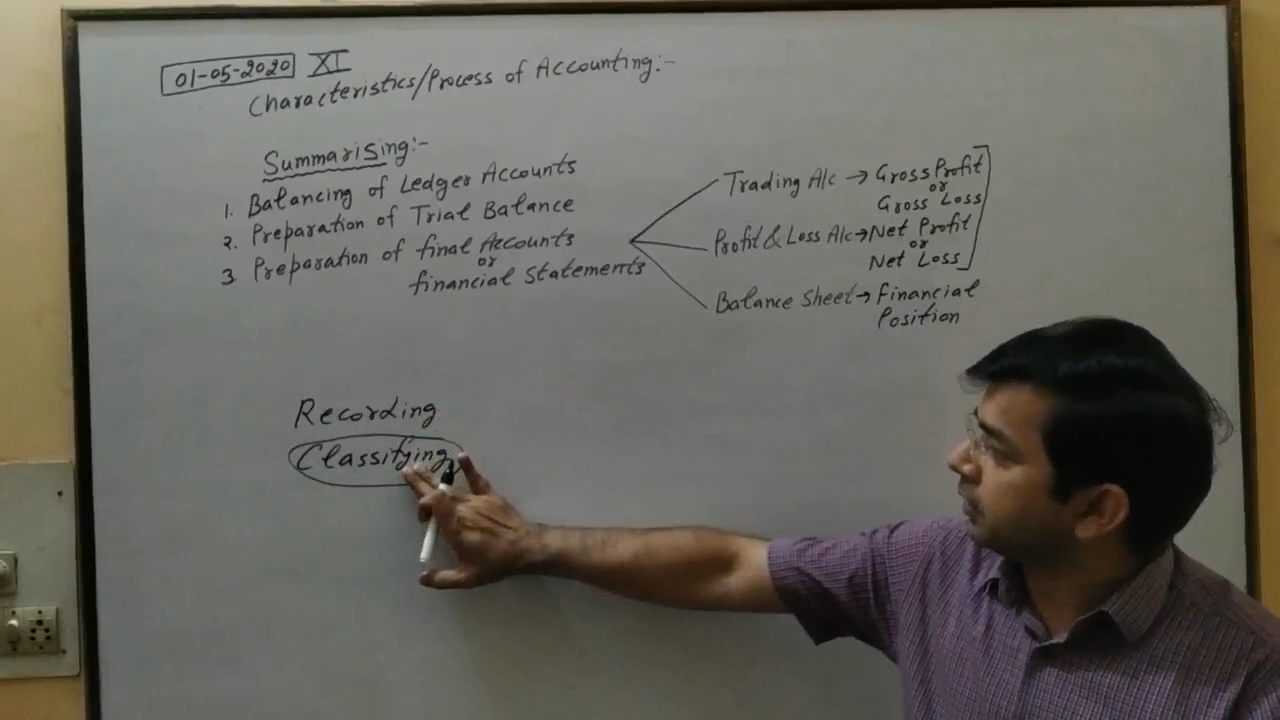 01-05-2020 XI
Characteristics/Process of Accounting:-
Summarising:-
1. Balancing of Ledger Accounts
2. Preparation of Trial Balance
3. Preparation of final Accounts
or
financial statements
Trading A/c → Gross Profit
or
Gross Loss
Profit & Loss A/c → Net Profit
or
Net Loss
Balance Sheet → Financial
Position
Recording
Classifying